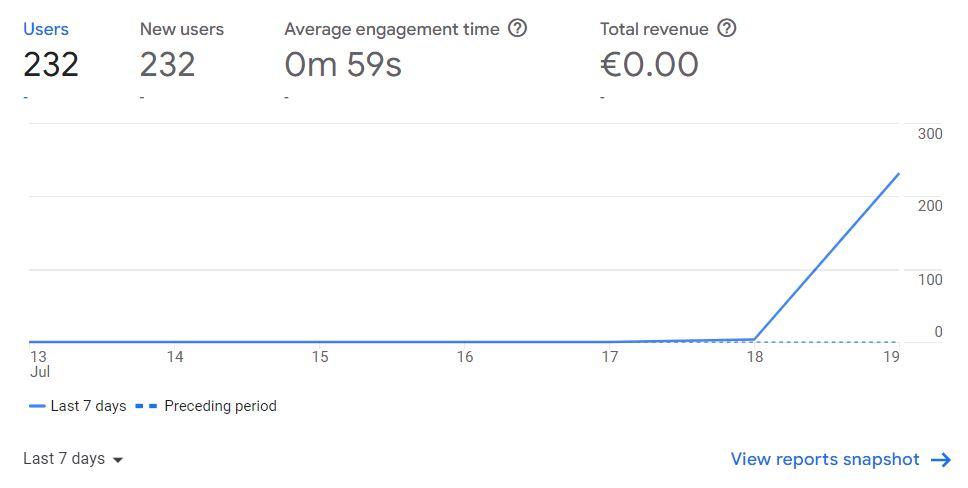 Users
232
-
New users
232
-
Average engagement time
0m 59s
-
Total revenue
€0.00
-
300
200
100
0
13
Jul
14
15
16
17
18
19
Last 7 days
Preceding period
Last 7 days
View reports snapshot